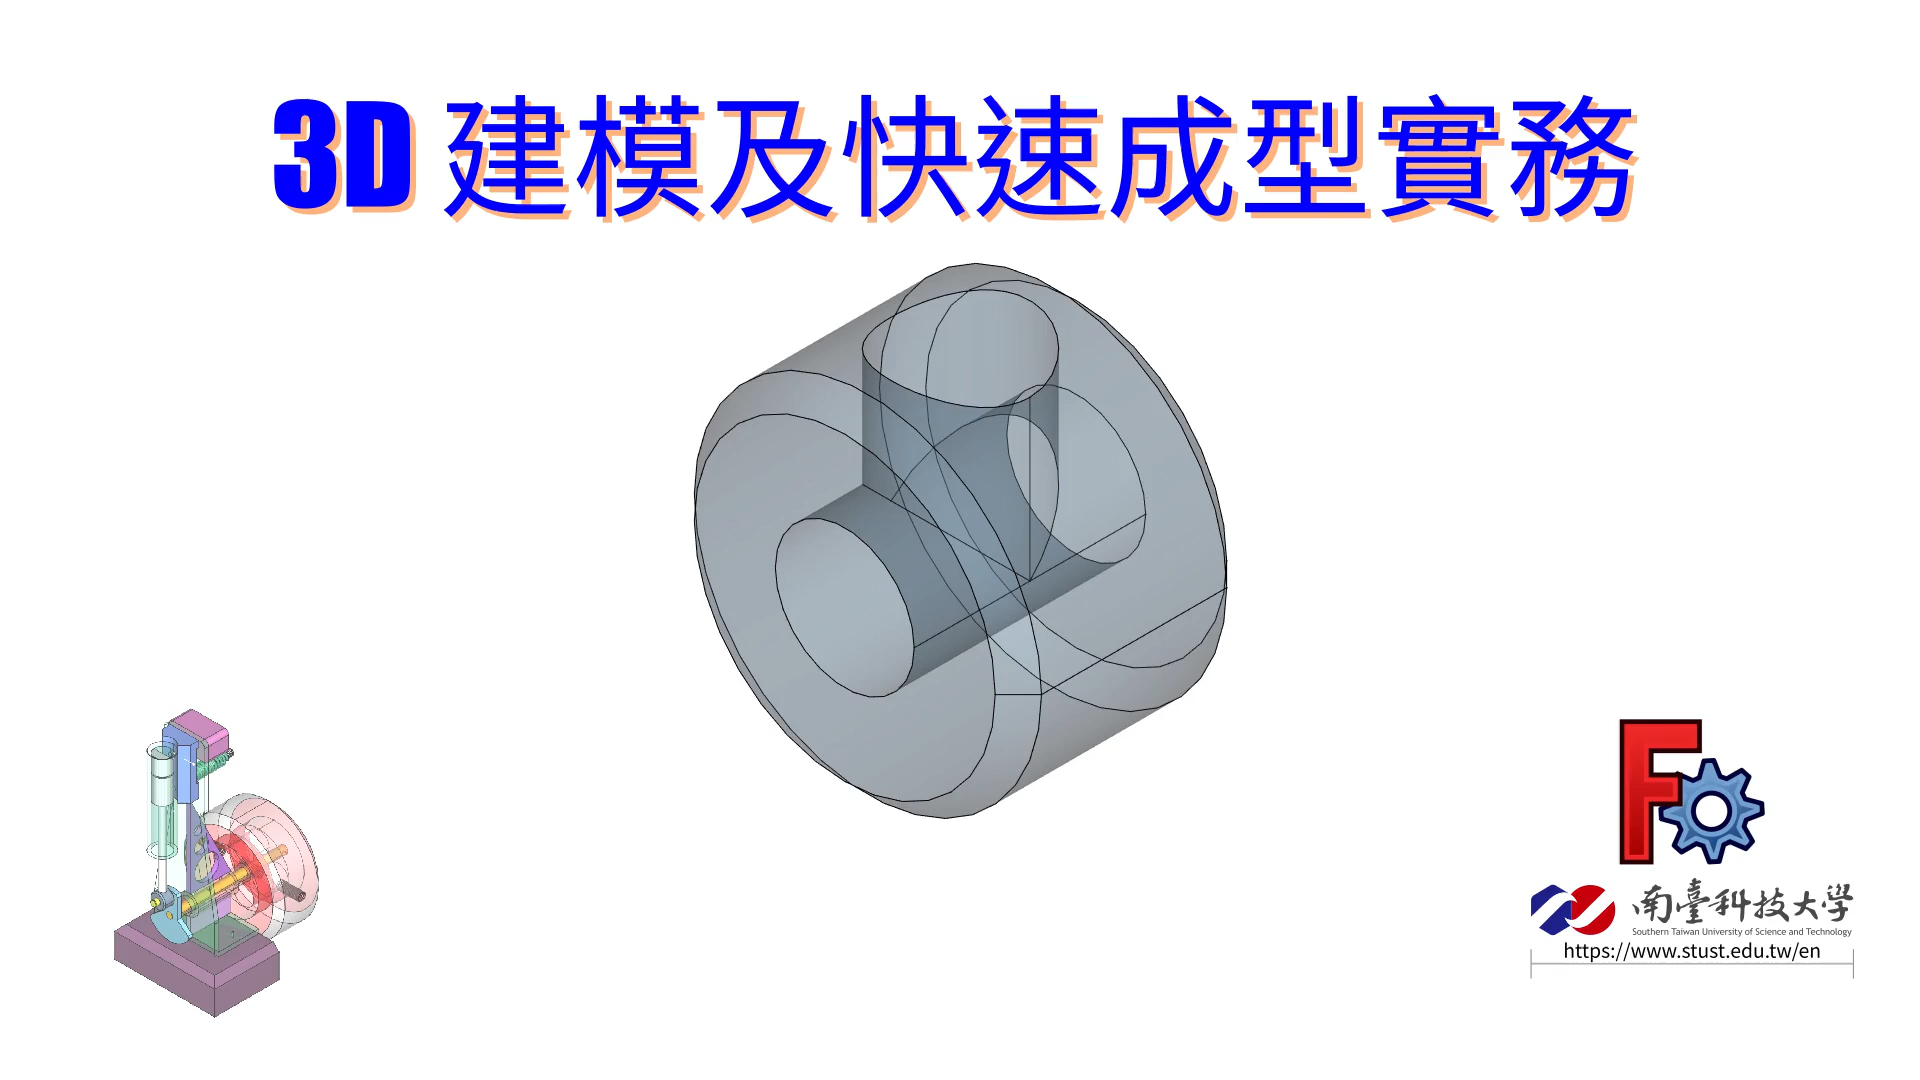 3D 建模及快速成型實務
南臺科技大學
Southern Taiwan University of Science and Technology
https://www.stust.edu.tw/en